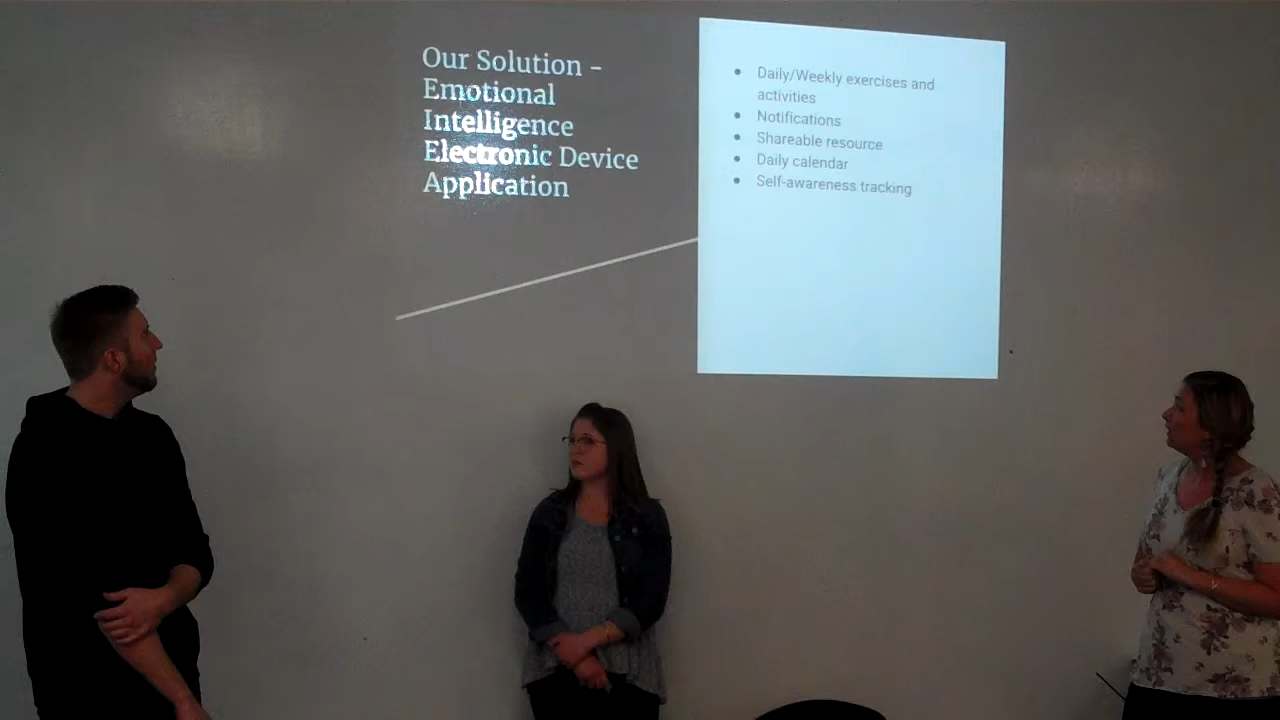 Our Solution –
Emotional
Intelligence
Electronic Device
Application
● Daily/Weekly exercises and
activities
● Notifications
● Shareable resource
● Daily calendar
● Self-awareness tracking